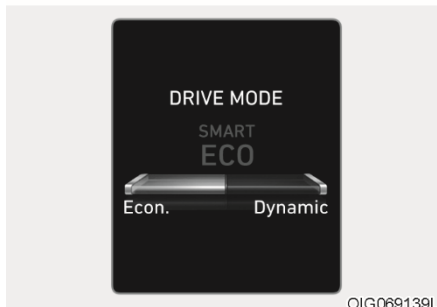 DRIVE MODE
SMART
ECO
Econ. Dynamic
OIG069139L